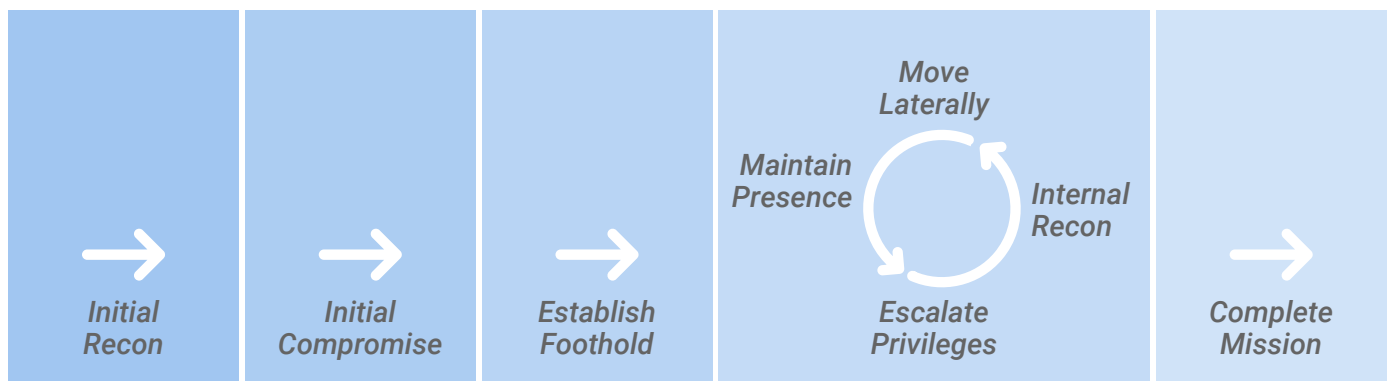 Initial
Recon
Initial
Compromise
Establish
Foothold
Move
Laterally
Maintain
Presence
Internal
Recon
Escalate
Privileges
Complete
Mission